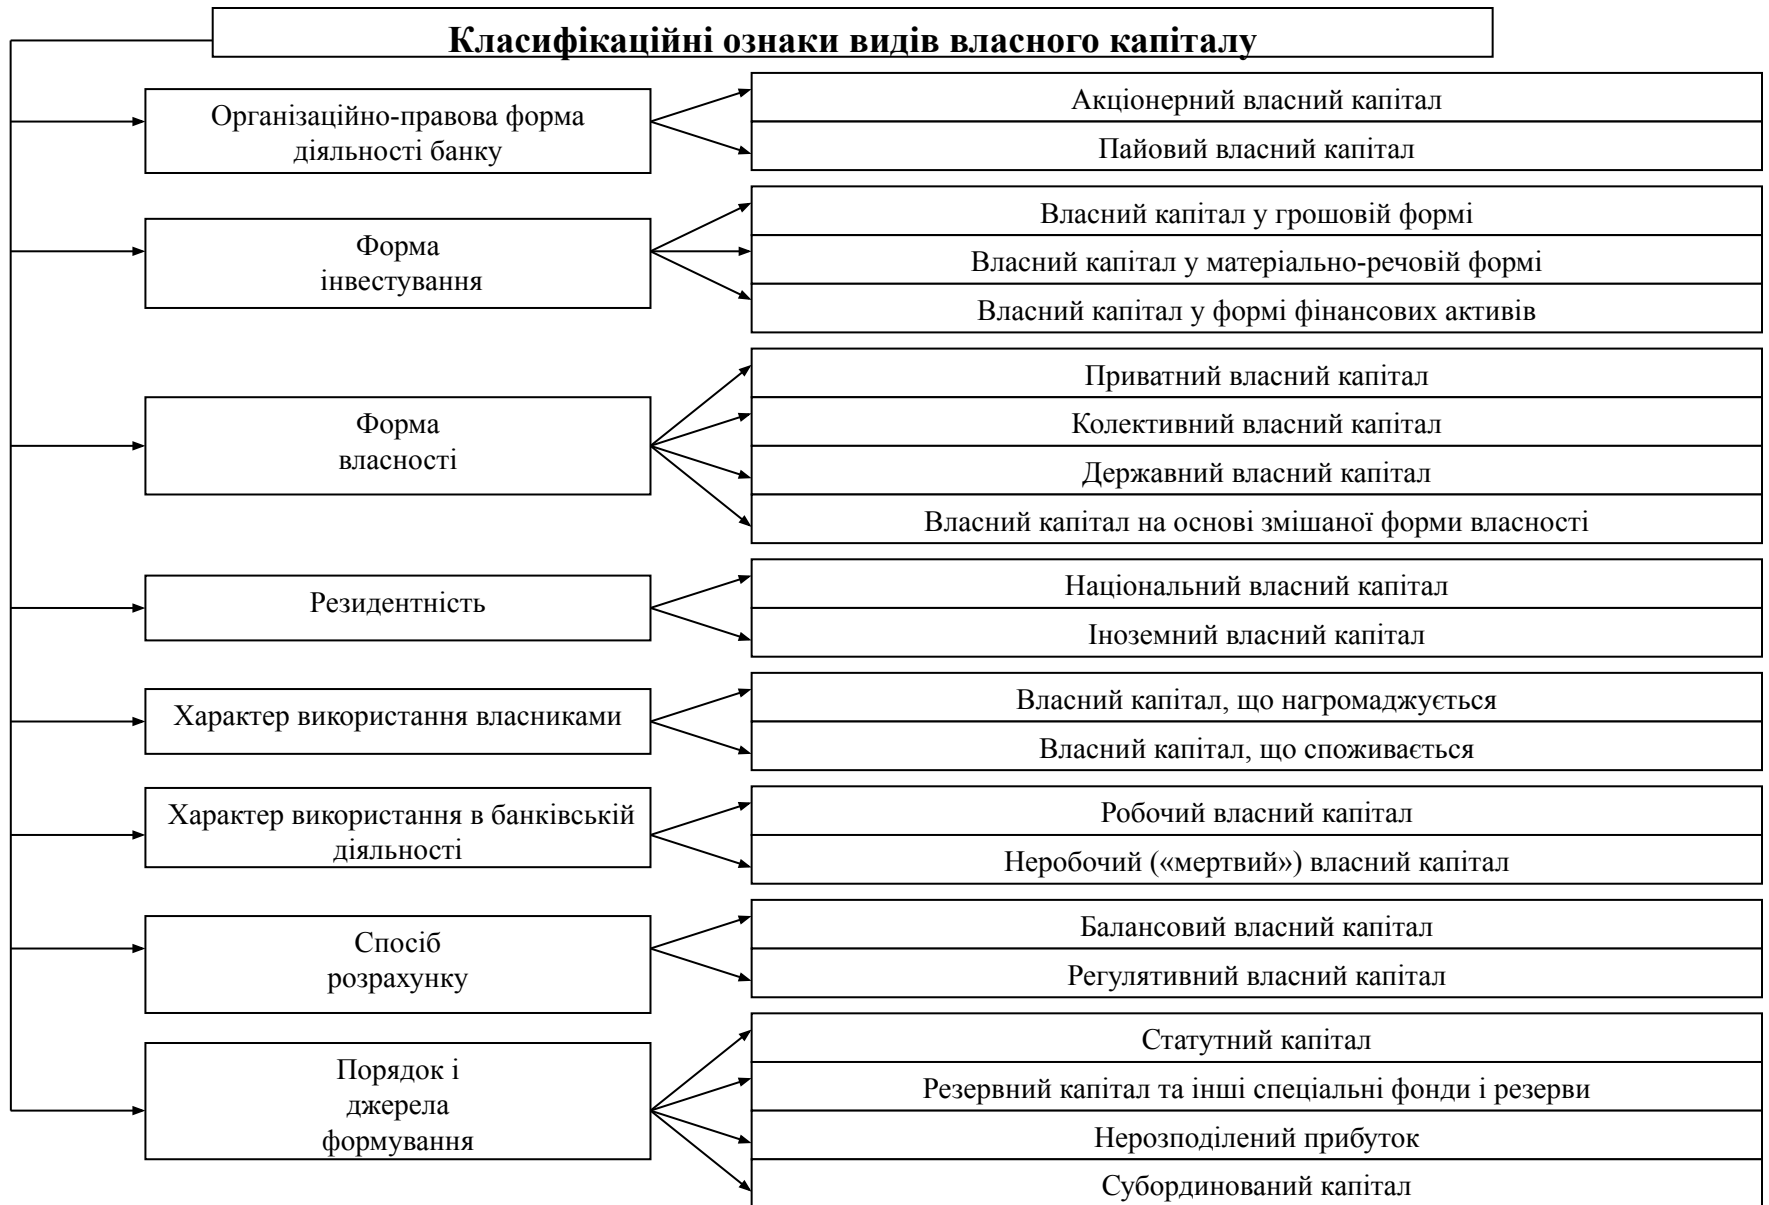 Класифікаційні ознаки видів власного капіталу
Організаційно-правова форма
діяльності банку
Акціонерний власний капітал
Пайовий власний капітал
Форма
інвестування
Власний капітал у грошовій формі
Власний капітал у матеріально-речовій формі
Власний капітал у формі фінансових активів
Форма
власності
Приватний власний капітал
Колективний власний капітал
Державний власний капітал
Власний капітал на основі змішаної форми власності
Резидентність
Національний власний капітал
Іноземний власний капітал
Характер використання власниками
Власний капітал, що нагромаджується
Власний капітал, що споживається
Характер використання в банківській
діяльності
Робочий власний капітал
Неробочий («мертвий») власний капітал
Спосіб
розрахунку
Балансовий власний капітал
Регулятивний власний капітал
Порядок і
джерела
формування
Статутний капітал
Резервний капітал та інші спеціальні фонди і резерви
Нерозподілений прибуток
Субординований капітал